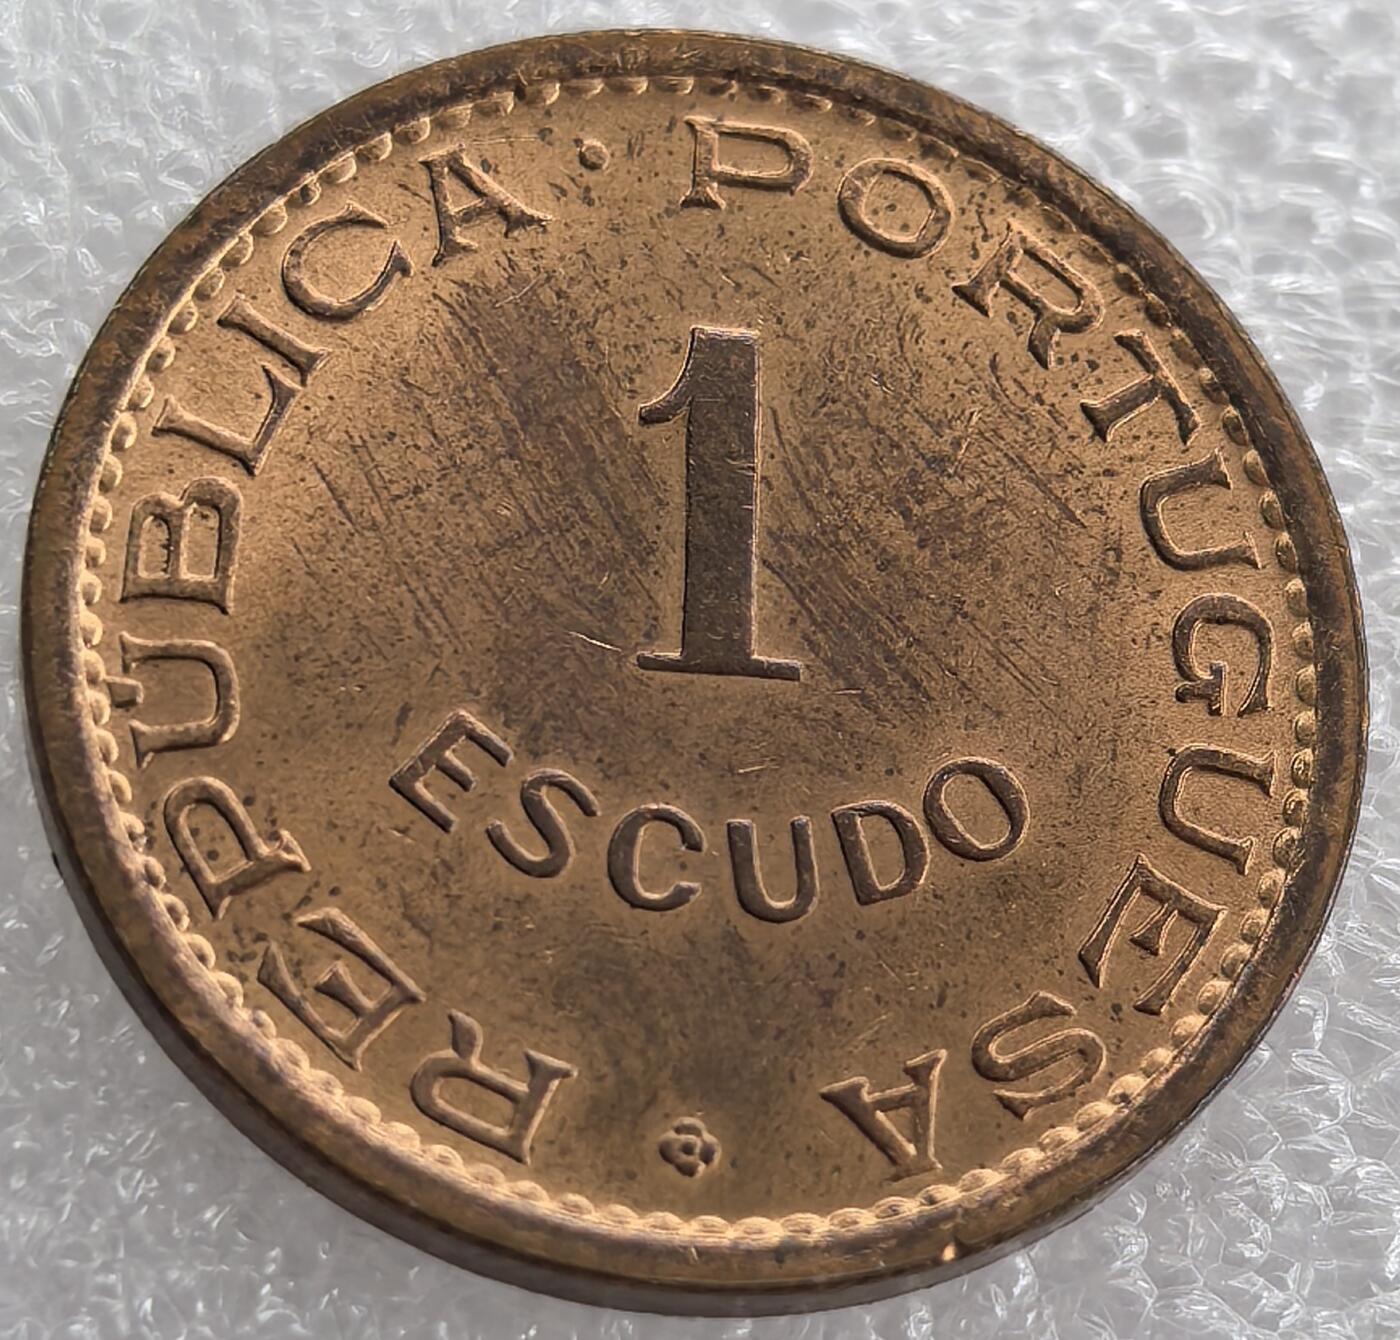 REPÚBLICA · PORTUGUESA
1
ESCUDO